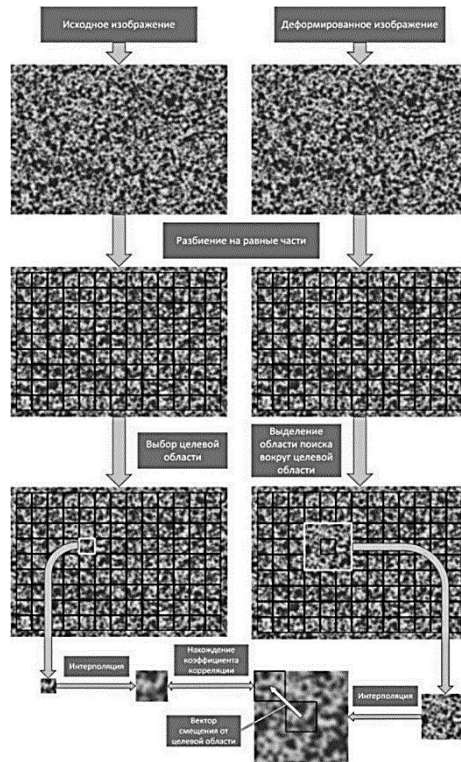 Исходное изображение
Деформированное изображение
Разбиение на равные части
Выбор целевой
области
Выделение
области поиска
вокруг целевой
области
Интерполяция
Нахождение
коэффициента
корреляции
Интерполяция
Вектор
смещения от
целевой области